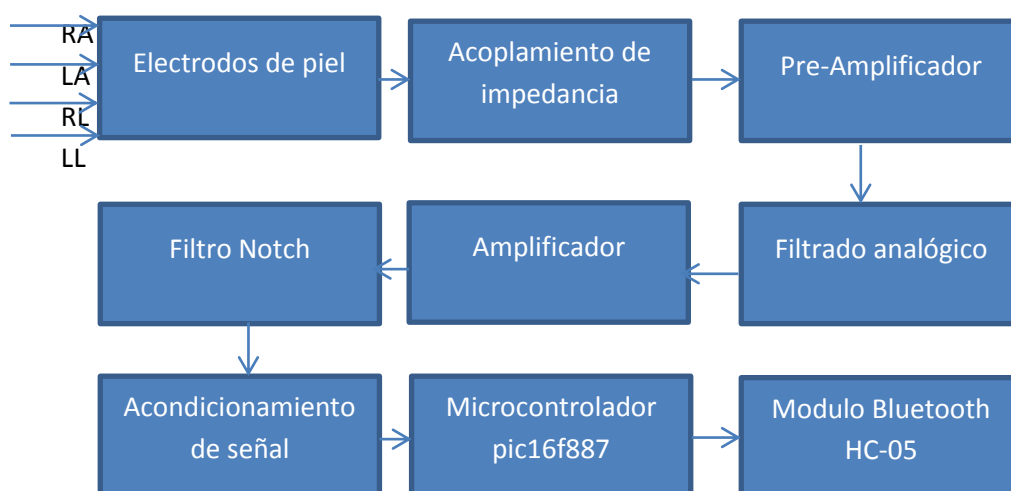 RA
LA
RL
LL
Electrodos de piel
Acoplamiento de
impedancia
Pre-Amplificador
Filtro Notch
Amplificador
Filtrado analógico
Acondicionamiento
de señal
Microcontrolador
pic16f887
Modulo Bluetooth
HC-05